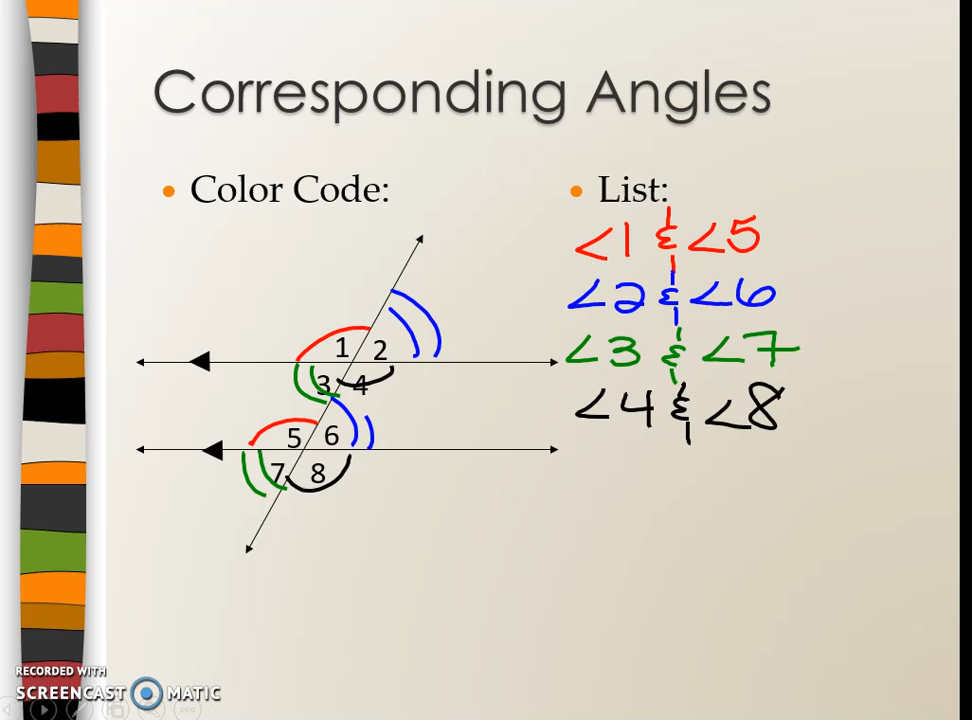 Corresponding Angles
• Color Code:
• List:
<1 & <5
<2 & <6
<3 & <7
<4 & <8
1 2
3 4
5 6
7 8
RECORDED WITH
SCREENCAST MATIC